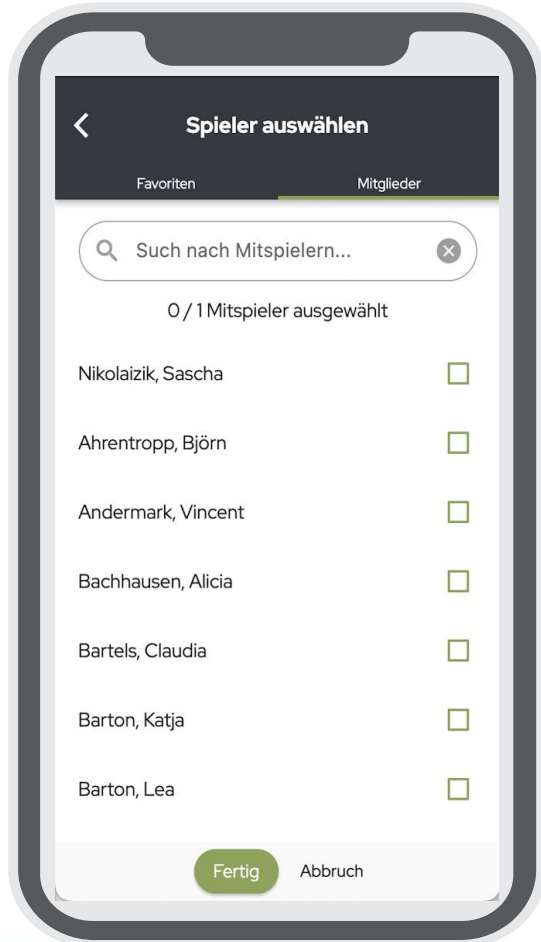 Spieler auswählen
Favoriten Mitglieder
Such nach Mitspielern...
0 / 1 Mitspieler ausgewählt
Nikolaizik, Sascha
Ahrentropp, Björn
Andermark, Vincent
Bachhausen, Alicia
Bartels, Claudia
Barton, Katja
Barton, Lea
Fertig Abbruch